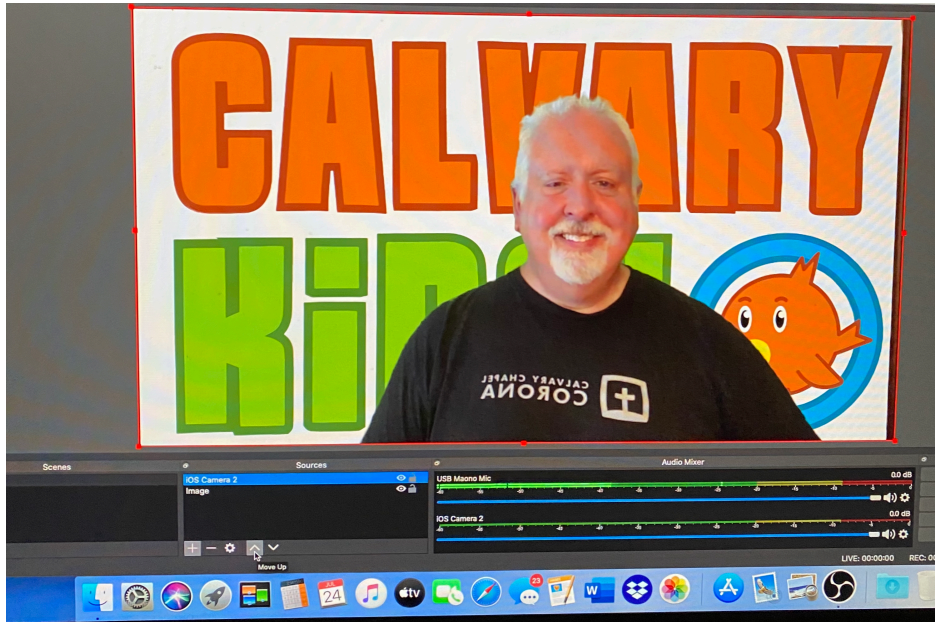 CALVARY
KiDS
CALVARY CHAPEL
CORONA
Scenes
Sources
Audio Mixer
iOS Camera 2
Image
USB Maono Mic
0.0 dB
iOS Camera 2
0.0 dB
LIVE: 00:00:00
REC: 00
Move Up
JUL
24
tv
23
W